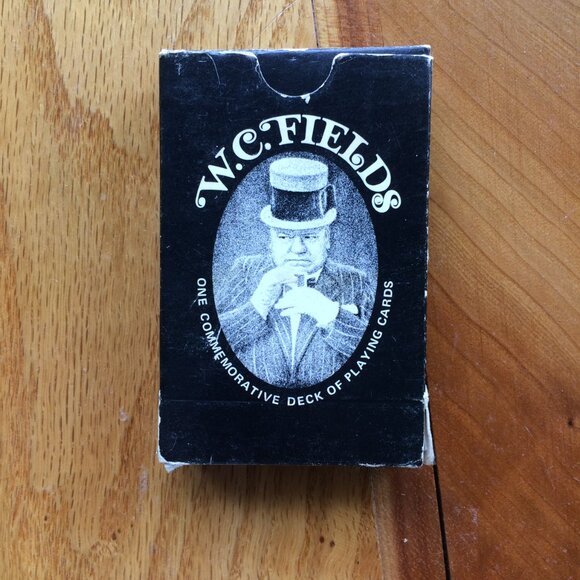 W.C.FIELDS
ONE COMMEMORATIVE DECK OF PLAYING CARDS